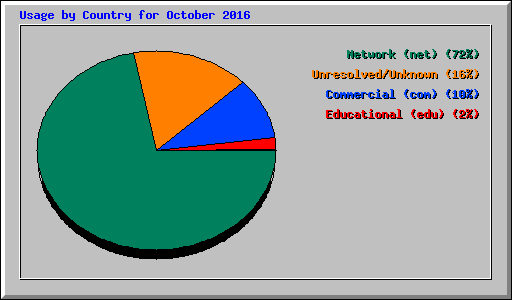 Usage by Country for October 2016
Network (net) (72%)
Unresolved/Unknown (16%)
Commercial (com) (10%)
Educational (edu) (2%)